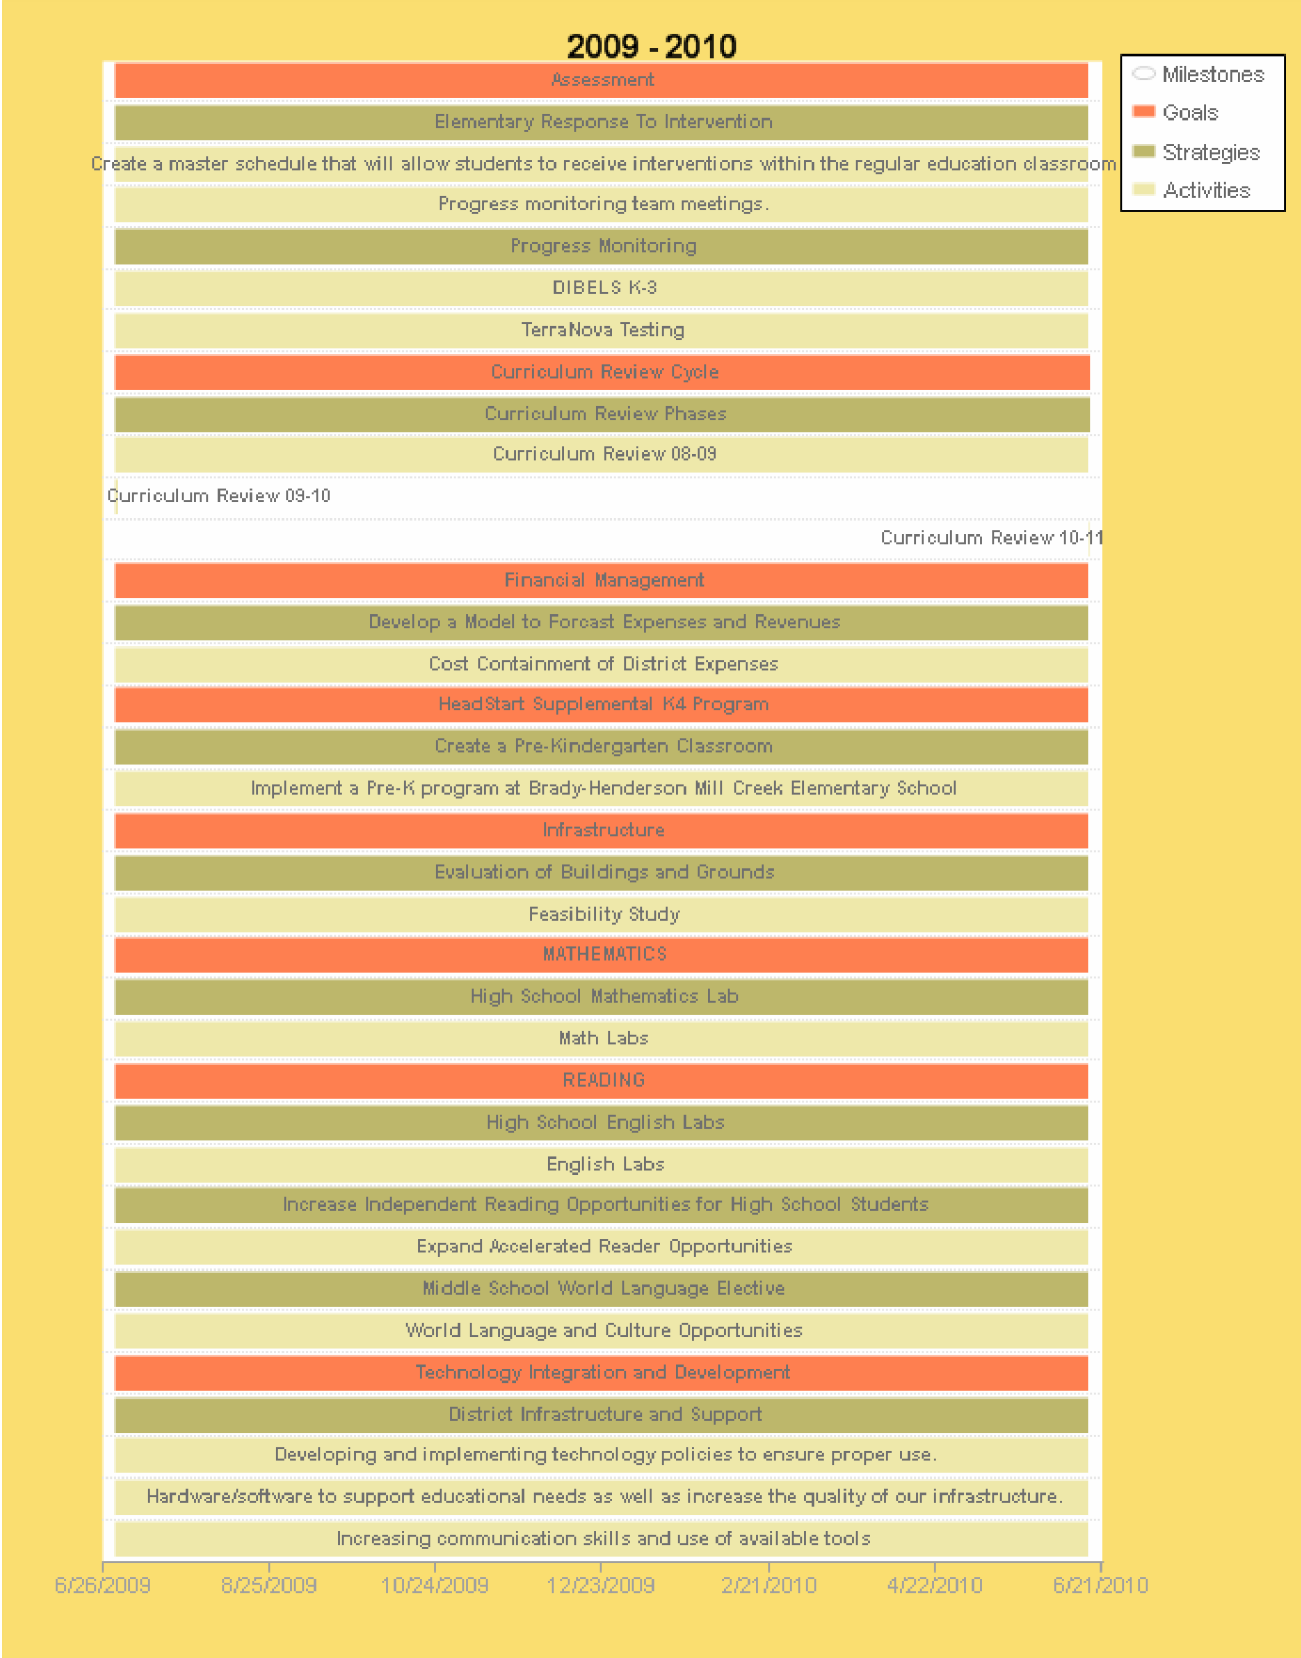 2009 - 2010
Milestones
Goals
Strategies
Activities
Assessment
Elementary Response To Intervention
Create a master schedule that will allow students to receive interventions within the regular education classroom
Progress monitoring team meetings.
Progress Monitoring
DIBELS K-3
TerraNova Testing
Curriculum Review Cycle
Curriculum Review Phases
Curriculum Review 08-09
Curriculum Review 09-10
Curriculum Review 10-11
Financial Management
Develop a Model to Forcast Expenses and Revenues
Cost Containment of District Expenses
HeadStart Supplemental K4 Program
Create a Pre-Kindergarten Classroom
Implement a Pre-K program at Brady-Henderson Mill Creek Elementary School
Infrastructure
Evaluation of Buildings and Grounds
Feasibility Study
MATHEMATICS
High School Mathematics Lab
Math Labs
READING
High School English Labs
English Labs
Increase Independent Reading Opportunities for High School Students
Expand Accelerated Reader Opportunities
Middle School World Language Elective
World Language and Culture Opportunities
Technology Integration and Development
District Infrastructure and Support
Developing and implementing technology policies to ensure proper use.
Hardware/software to support educational needs as well as increase the quality of our infrastructure.
Increasing communication skills and use of available tools
6/26/2009 8/25/2009 10/24/2009 12/23/2009 2/21/2010 4/22/2010 6/21/2010